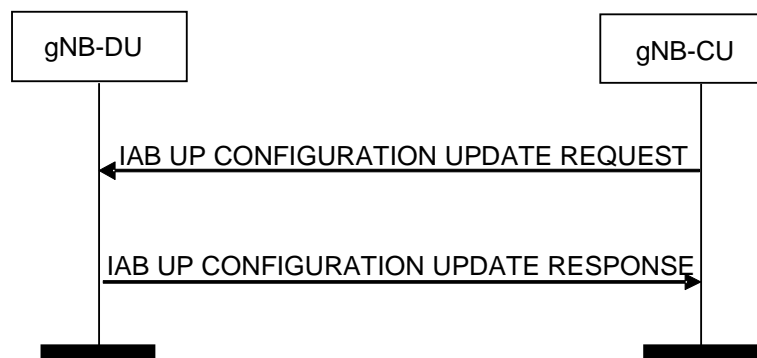 gNB-DU
gNB-CU
IAB UP CONFIGURATION UPDATE REQUEST
IAB UP CONFIGURATION UPDATE RESPONSE